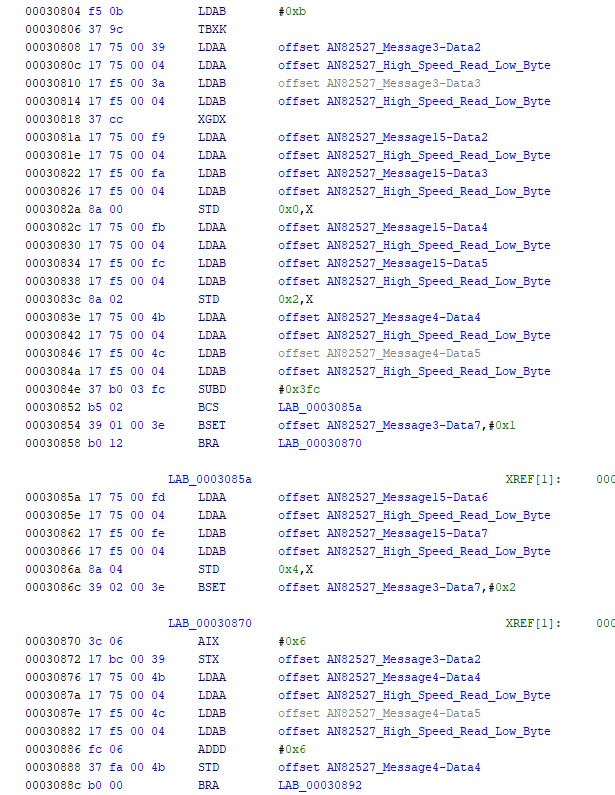 00030804 f5 0b LDAB #0xb
00030806 37 9c TBXK
00030808 17 75 00 39 LDAA offset AN82527_Message3-Data2
0003080c 17 75 00 04 LDAA offset AN82527_High_Speed_Read_Low_Byte
00030810 17 f5 00 3a LDAB offset AN82527_Message3-Data3
00030814 17 f5 00 04 LDAB offset AN82527_High_Speed_Read_Low_Byte
00030818 37 cc XGDX
0003081a 17 75 00 f9 LDAA offset AN82527_Message15-Data2
0003081e 17 75 00 04 LDAA offset AN82527_High_Speed_Read_Low_Byte
00030822 17 f5 00 fa LDAB offset AN82527_Message15-Data3
00030826 17 f5 00 04 LDAB offset AN82527_High_Speed_Read_Low_Byte
0003082a 8a 00 STD 0x0,X
0003082c 17 75 00 fb LDAA offset AN82527_Message15-Data4
00030830 17 75 00 04 LDAA offset AN82527_High_Speed_Read_Low_Byte
00030834 17 f5 00 fc LDAB offset AN82527_Message15-Data5
00030838 17 f5 00 04 LDAB offset AN82527_High_Speed_Read_Low_Byte
0003083c 8a 02 STD 0x2,X
0003083e 17 75 00 4b LDAA offset AN82527_Message4-Data4
00030842 17 75 00 04 LDAA offset AN82527_High_Speed_Read_Low_Byte
00030846 17 f5 00 4c LDAB offset AN82527_Message4-Data5
0003084a 17 f5 00 04 LDAB offset AN82527_High_Speed_Read_Low_Byte
0003084e 37 b0 03 fc SUBD #0x3fc
00030852 b5 02 BCS LAB_0003085a
00030854 39 01 00 3e BSET offset AN82527_Message3-Data7,#0x1
00030858 b0 12 BRA LAB_00030870
LAB_0003085a XREF[1]: 000
0003085a 17 75 00 fd LDAA offset AN82527_Message15-Data6
0003085e 17 75 00 04 LDAA offset AN82527_High_Speed_Read_Low_Byte
00030862 17 f5 00 fe LDAB offset AN82527_Message15-Data7
00030866 17 f5 00 04 LDAB offset AN82527_High_Speed_Read_Low_Byte
0003086a 8a 04 STD 0x4,X
0003086c 39 02 00 3e BSET offset AN82527_Message3-Data7,#0x2
LAB_00030870 XREF[1]: 000
00030870 3c 06 AIX #0x6
00030872 17 bc 00 39 STX offset AN82527_Message3-Data2
00030876 17 75 00 4b LDAA offset AN82527_Message4-Data4
0003087a 17 75 00 04 LDAA offset AN82527_High_Speed_Read_Low_Byte
0003087e 17 f5 00 4c LDAB offset AN82527_Message4-Data5
00030882 17 f5 00 04 LDAB offset AN82527_High_Speed_Read_Low_Byte
00030886 fc 06 ADDD #0x6
00030888 37 fa 00 4b STD offset AN82527_Message4-Data4
0003088c b0 00 BRA LAB_00030892